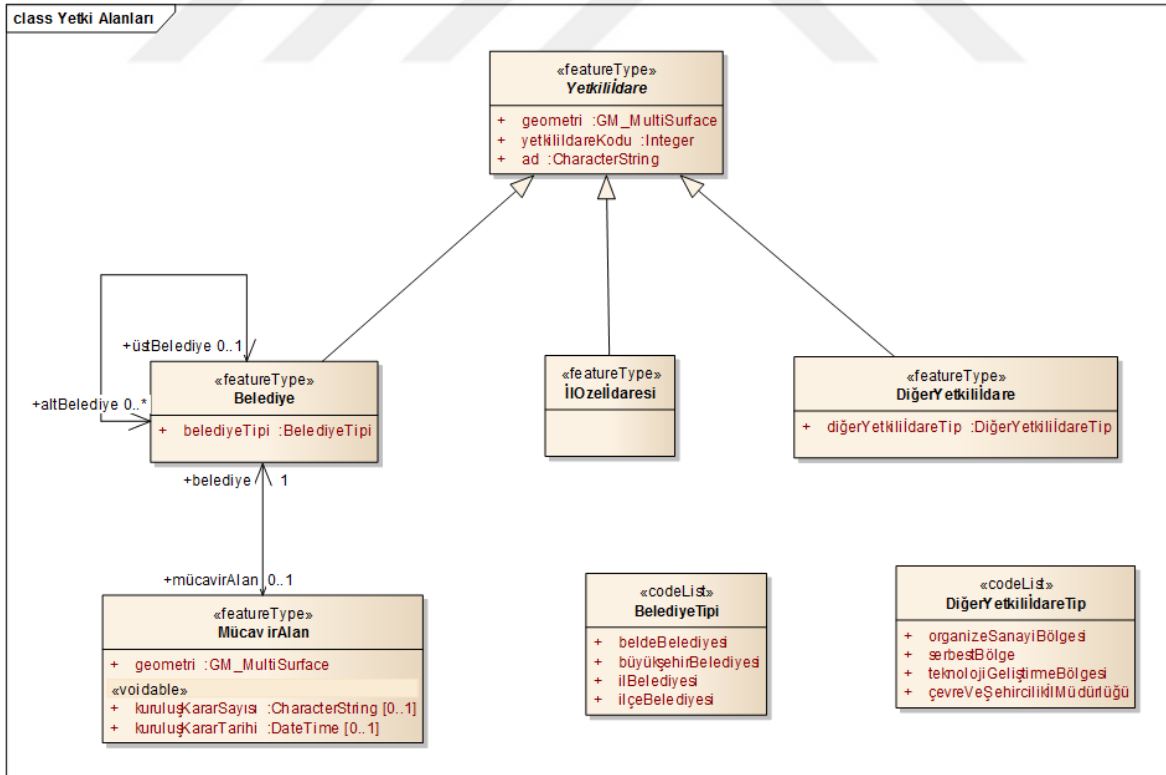 class Yetki Alanları
«featureType»
Yetkiliİdare
+ geometri :GM_MultiSurface
+ yetkiliIdareKodu :Integer
+ ad :CharacterString
+üstBelediye 0..1
+altBelediye 0..*
«featureType»
Belediye
+ belediyeTipi :BelediyeTipi
«featureType»
İlOzelİdaresi
«featureType»
DiğerYetkiliİdare
+ diğerYetkiliİdareTip :DiğerYetkiliİdareTip
+belediye 1
+mücavirAlan 0..1
«featureType»
MücavirAlan
+ geometri :GM_MultiSurface
«voidable»
+ kuruluşKararSayısı :CharacterString [0..1]
+ kuruluşKararTarihi :DateTime [0..1]
«codeList»
BelediyeTipi
+ beldeBelediyesi
+ büyükşehirBelediyesi
+ ilBelediyesi
+ ilçeBelediyesi
«codeList»
DiğerYetkiliİdareTip
+ organizeSanayiBölgesi
+ serbestBölge
+ teknolojiGeliştirmeBölgesi
+ çevreVeŞehircilikİlMüdürlüğü